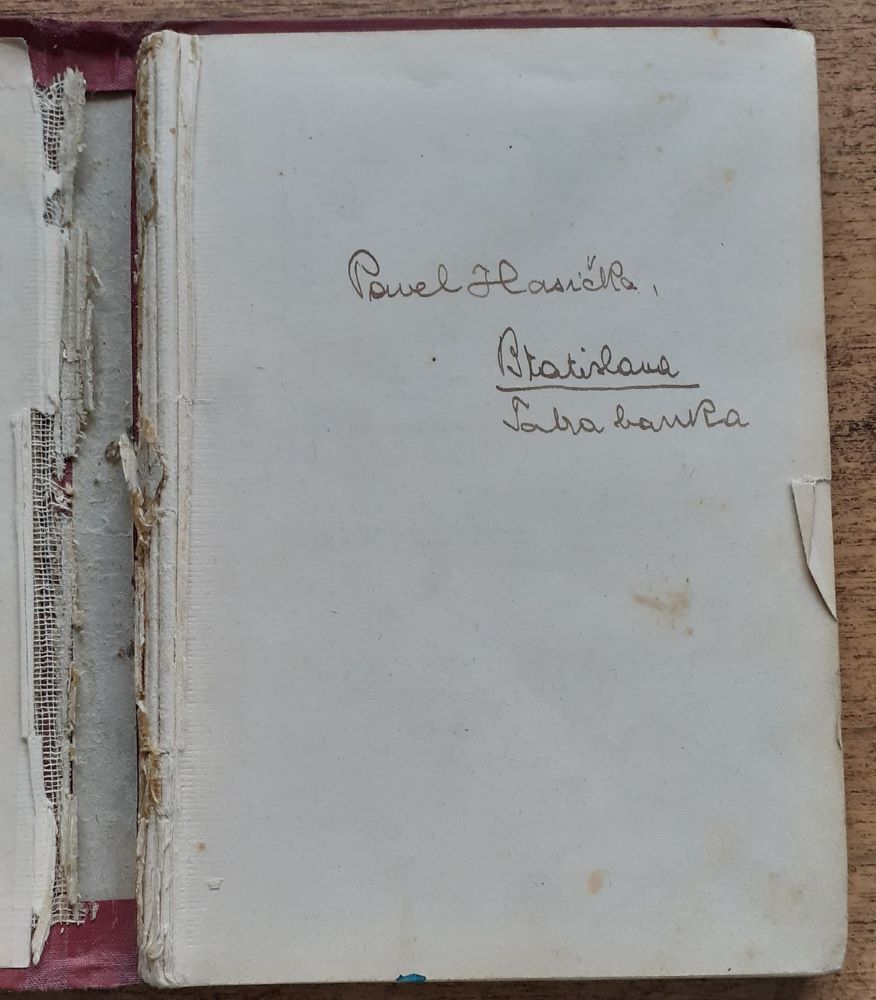 Pavel Hasička,
Bratislava
Tatra banka